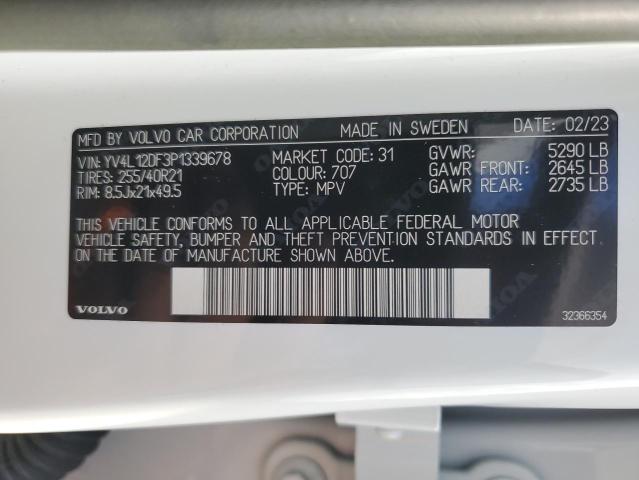 MFD BY VOLVO CAR CORPORATION MADE IN SWEDEN DATE: 02/23
VIN: YV4L12DF3P1339678 MARKET CODE: 31 GVWR: 5290 LB
TIRES: 255/40R21 COLOUR: 707 GAWR FRONT: 2645 LB
RIM: 8.5Jx21x49.5 TYPE: MPV GAWR REAR: 2735 LB
THIS VEHICLE CONFORMS TO ALL APPLICABLE FEDERAL MOTOR
VEHICLE SAFETY, BUMPER AND THEFT PREVENTION STANDARDS IN EFFECT
ON THE DATE OF MANUFACTURE SHOWN ABOVE.
VOLVO 32366354